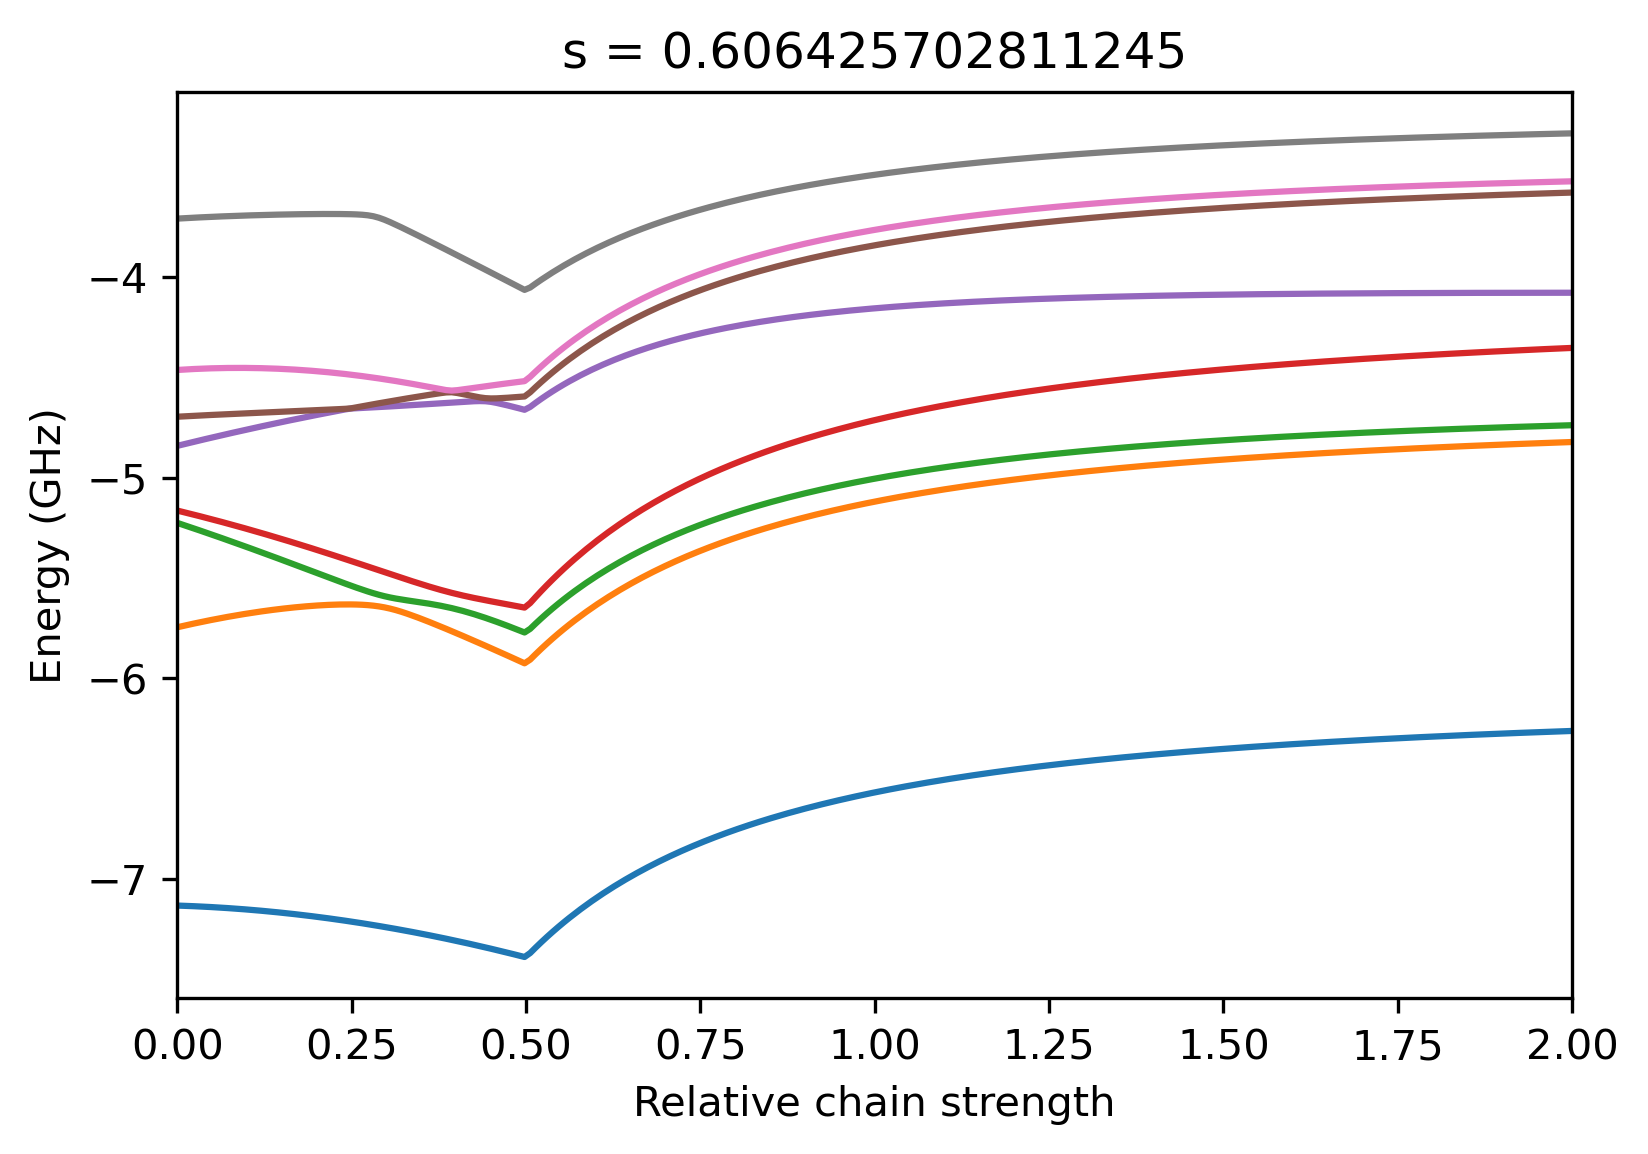 s = 0.606425702811245
Energy (GHz)
−4
−5
−6
−7
0.00 0.25 0.50 0.75 1.00 1.25 1.50 1.75 2.00
Relative chain strength